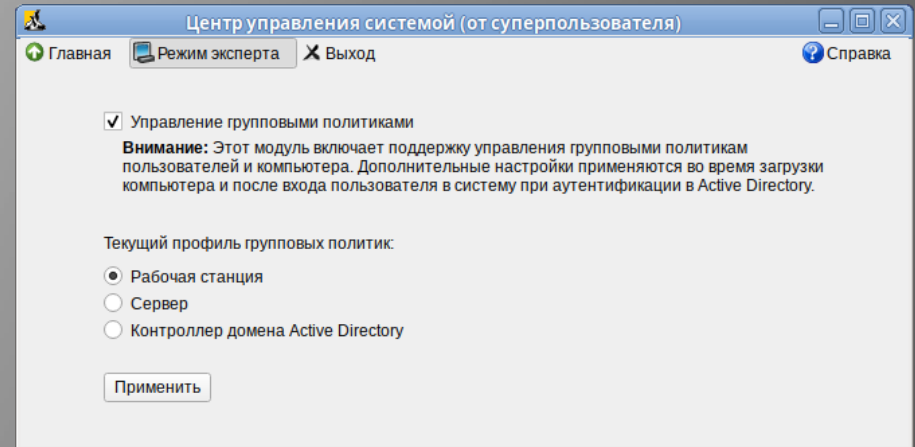 Центр управления системой (от суперпользователя)
Главная Режим эксперта Выход Справка
Управление групповыми политиками
Внимание: Этот модуль включает поддержку управления групповыми политикам
пользователей и компьютера. Дополнительные настройки применяются во время загрузки
компьютера и после входа пользователя в систему при аутентификации в Active Directory.
Текущий профиль групповых политик:
Рабочая станция
Сервер
Контроллер домена Active Directory
Применить